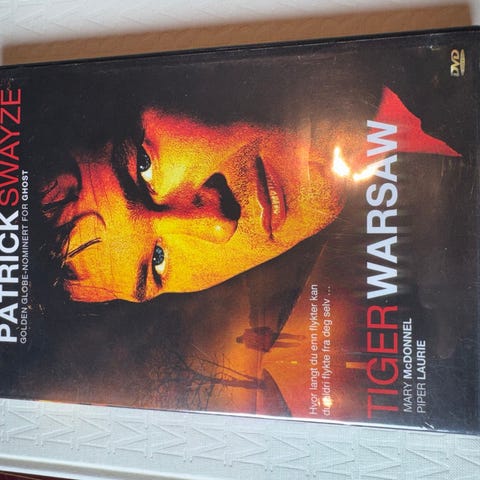 PATRICK SWAYZE
GOLDEN GLOBE-NOMINERT FOR GHOST
Hvor langt du enn flykter kan
du aldri flykte fra deg selv ...
TIGER WARSAW
MARY McDONNEL
PIPER LAURIE
DVD